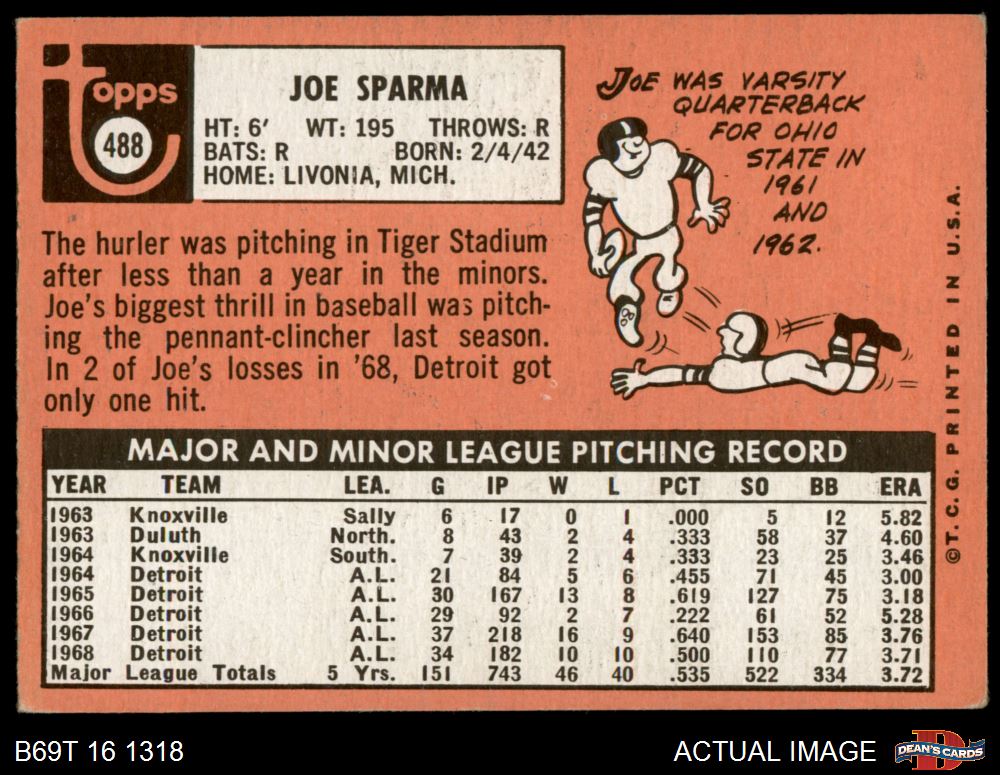 Topps
488
JOE SPARMA
HT: 6' WT: 195 THROWS: R
BATS: R BORN: 2/4/42
HOME: LIVONIA, MICH.
JOE WAS VARSITY
QUARTERBACK
FOR OHIO
STATE IN
1961
AND
1962.
The hurler was pitching in Tiger Stadium
after less than a year in the minors.
Joe's biggest thrill in baseball was pitch-
ing the pennant-clincher last season.
In 2 of Joe's losses in '68, Detroit got
only one hit.
MAJOR AND MINOR LEAGUE PITCHING RECORD
YEAR TEAM LEA. G IP W L PCT SO BB ERA
1963 Knoxville Sally 6 17 0 1 .000 5 12 5.82
1963 Duluth North. 8 43 2 4 .333 58 37 4.60
1964 Knoxville South. 7 39 2 4 .333 23 25 3.46
1964 Detroit A.L. 21 84 5 6 .455 71 45 3.00
1965 Detroit A.L. 30 167 13 8 .619 127 75 3.18
1966 Detroit A.L. 29 92 2 7 .222 61 52 5.28
1967 Detroit A.L. 37 218 16 9 .640 153 85 3.76
1968 Detroit A.L. 34 182 10 10 .500 110 77 3.71
Major League Totals 5 Yrs. 151 743 46 40 .535 522 334 3.72
©T.C.G. PRINTED IN U.S.A.
B69T 16 1318
ACTUAL IMAGE
D
DEAN'S CARDS